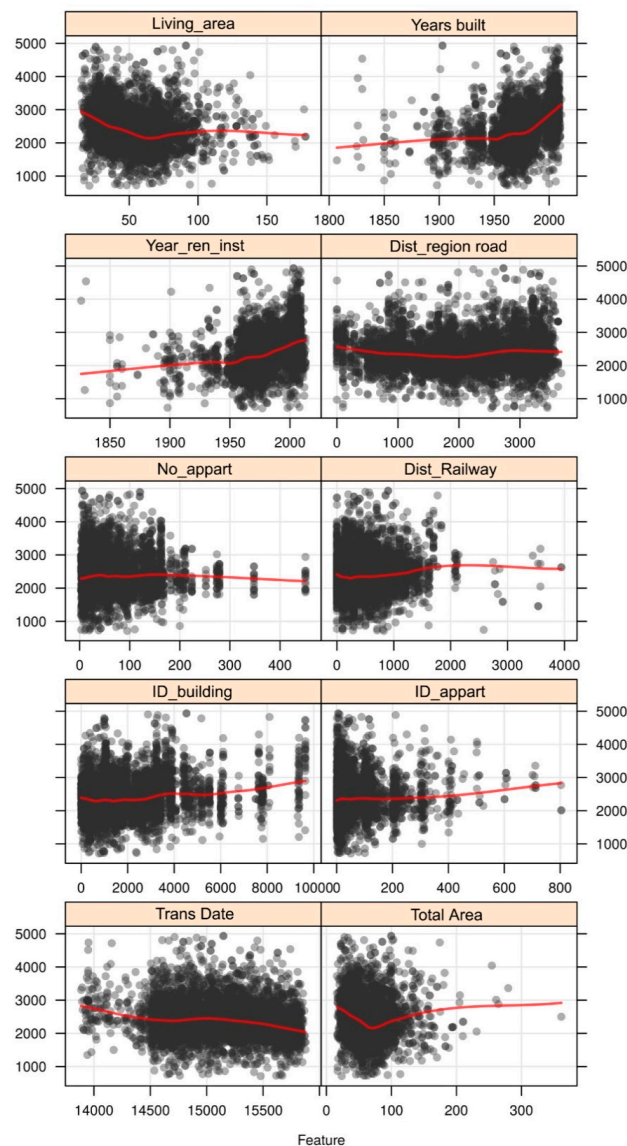 Living_area Years built
5000
4000
3000
2000
1000
50 100 150 1800 1850 1900 1950 2000
Year_ren_inst Dist_region road
5000
4000
3000
2000
1000
1850 1900 1950 2000 0 1000 2000 3000
No_appart Dist_Railway
5000 
4000
3000
2000
1000
0 100 200 300 400 0 1000 2000 3000 4000
ID_building ID_appart
5000
4000
3000
2000
1000
0 2000 4000 6000 8000 10000 0 200 400 600 800
Trans Date Total Area
5000
4000
3000
2000
1000
14000 14500 15000 15500 0 100 200 300
Feature